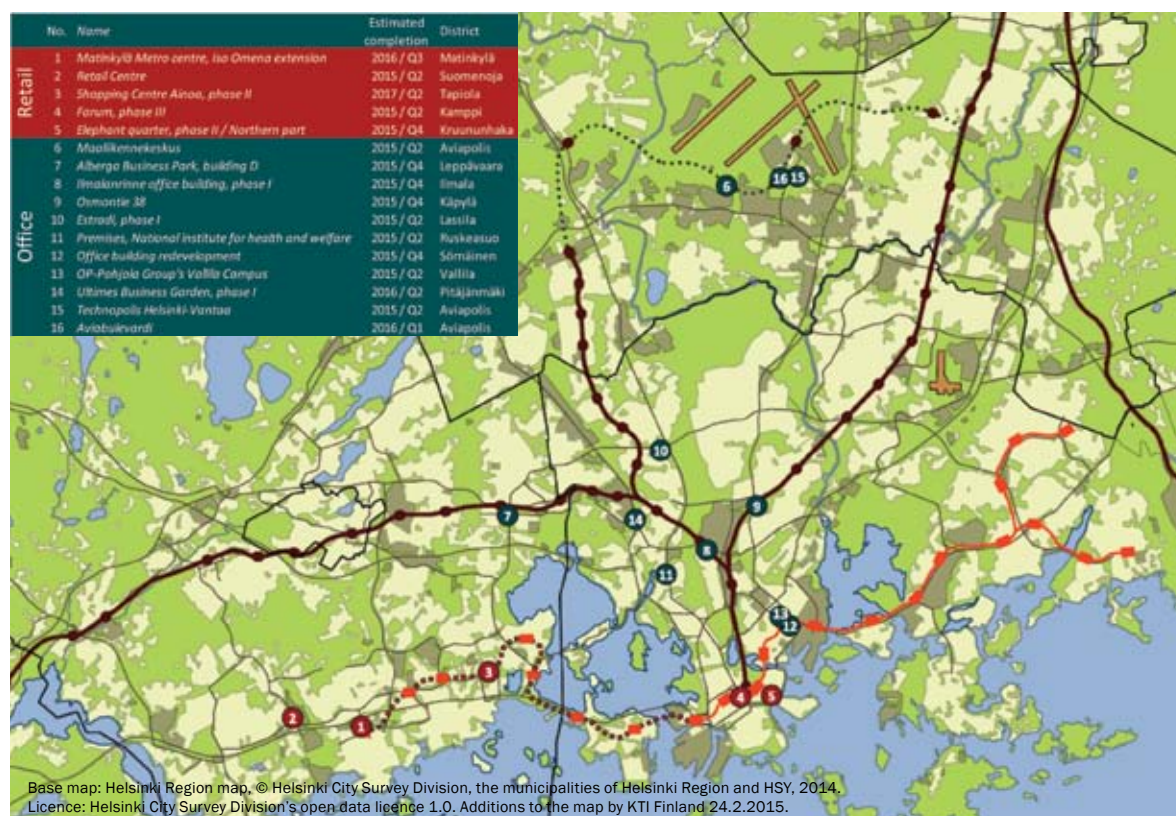 No. Name Estimated completion District
Retail
1 Matinkylä Metro centre, Iso Omena extension 2016 / Q3 Matinkylä
2 Retail Centre 2015 / Q2 Suomenoja
3 Shopping Centre Ainoa, phase II 2017 / Q2 Tapiola
4 Forum, phase III 2015 / Q2 Kamppi
5 Elephant quarter, phase II / Northern part 2015 / Q4 Kruununhaka
Office
6 Maaliikennekeskus 2015 / Q2 Aviapolis
7 Alberga Business Park, building D 2015 / Q4 Leppävaara
8 Ilmalanrinne office building, phase I 2015 / Q4 Ilmala
9 Osmontie 38 2015 / Q4 Käpylä
10 Estradi, phase I 2015 / Q2 Lassila
11 Premises, National institute for health and welfare 2015 / Q2 Ruskeasuo
12 Office building redevelopment 2015 / Q4 Sörnäinen
13 OP-Pohjola Group's Vallila Campus 2015 / Q2 Vallila
14 Ultimes Business Garden, phase I 2016 / Q2 Pitäjänmäki
15 Technopolis Helsinki-Vantaa 2015 / Q2 Aviapolis
16 Aviabulevardi 2016 / Q1 Aviapolis
6
16 15
10
7
14
9
8
11
13
12
3
2
1
4
5
Base map: Helsinki Region map, © Helsinki City Survey Division, the municipalities of Helsinki Region and HSY, 2014.
Licence: Helsinki City Survey Division's open data licence 1.0. Additions to the map by KTI Finland 24.2.2015.